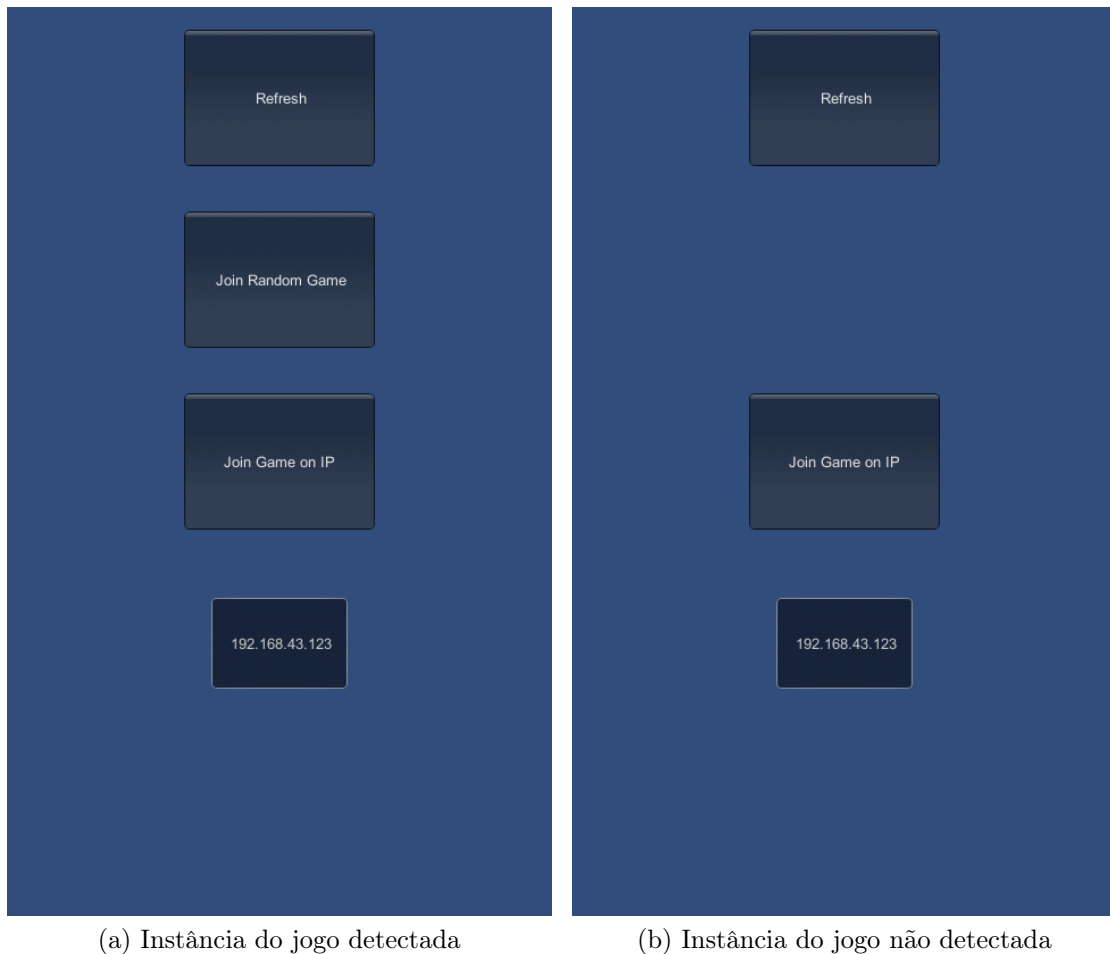 Refresh
Join Random Game
Join Game on IP
192.168.43.123
(a) Instância do jogo detectada
Refresh
Join Game on IP
192.168.43.123
(b) Instância do jogo não detectada